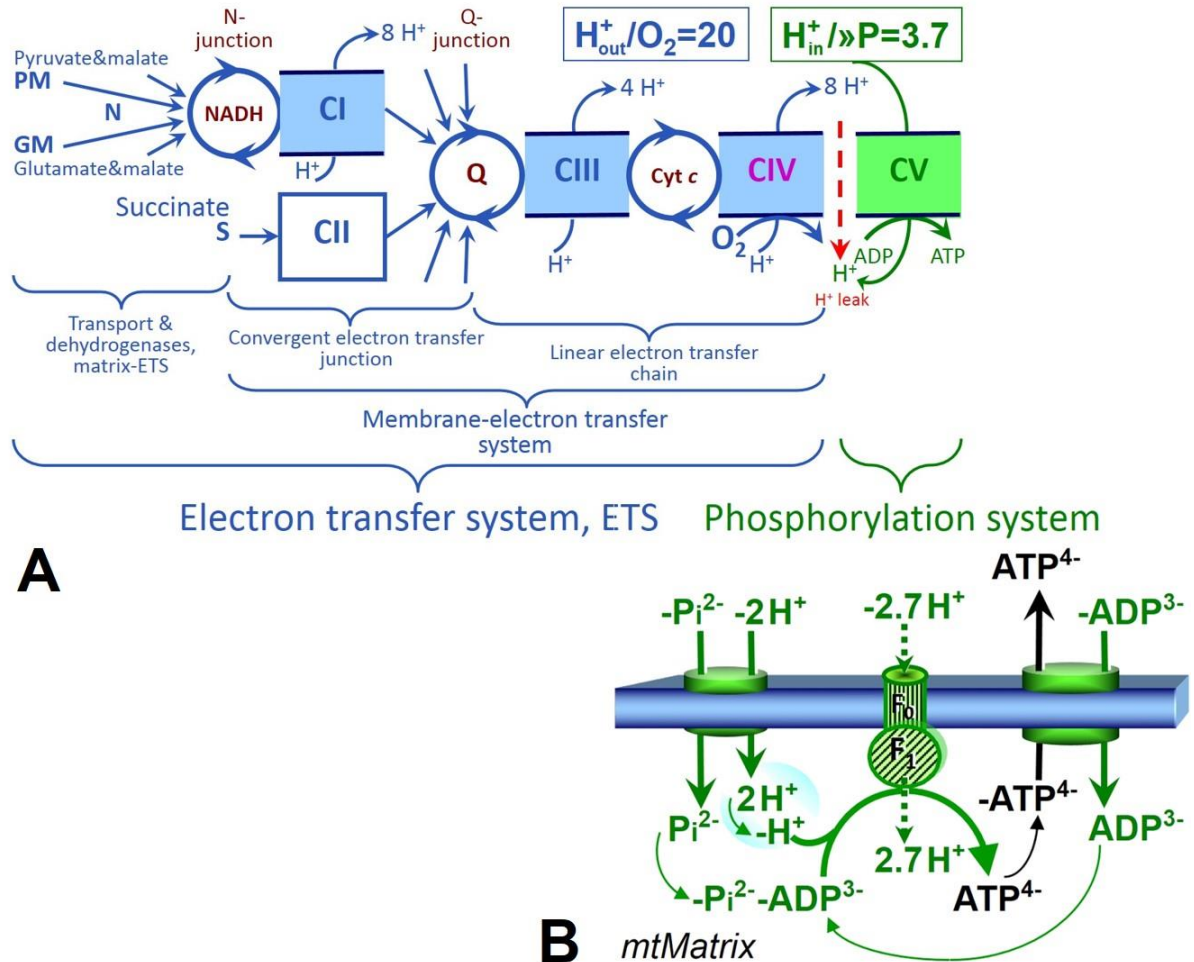 N-
junction
8 H⁺
Q-
junction
H⁺out/O₂=20
H⁺in/»P=3.7
Pyruvate&malate
PM
N
NADH
CI
4 H⁺
8 H⁺
GM
Glutamate&malate
H⁺
Q
CIII
Cyt c
CIV
CV
Succinate
S
CII
H⁺
O₂
H⁺
ADP
ATP
H⁺
H⁺ leak
Transport &
dehydrogenases,
matrix-ETS
Convergent electron transfer
junction
Linear electron transfer
chain
Membrane-electron transfer
system
Electron transfer system, ETS
Phosphorylation system
A
ATP⁴⁻
-Pi²⁻
-2H⁺
-2.7H⁺
-ADP³⁻
F₀
F₁
2H⁺
-H⁺
Pi²⁻
2.7H⁺
-ATP⁴⁻
ADP³⁻
-Pi²⁻-ADP³⁻
ATP⁴⁻
B
mtMatrix